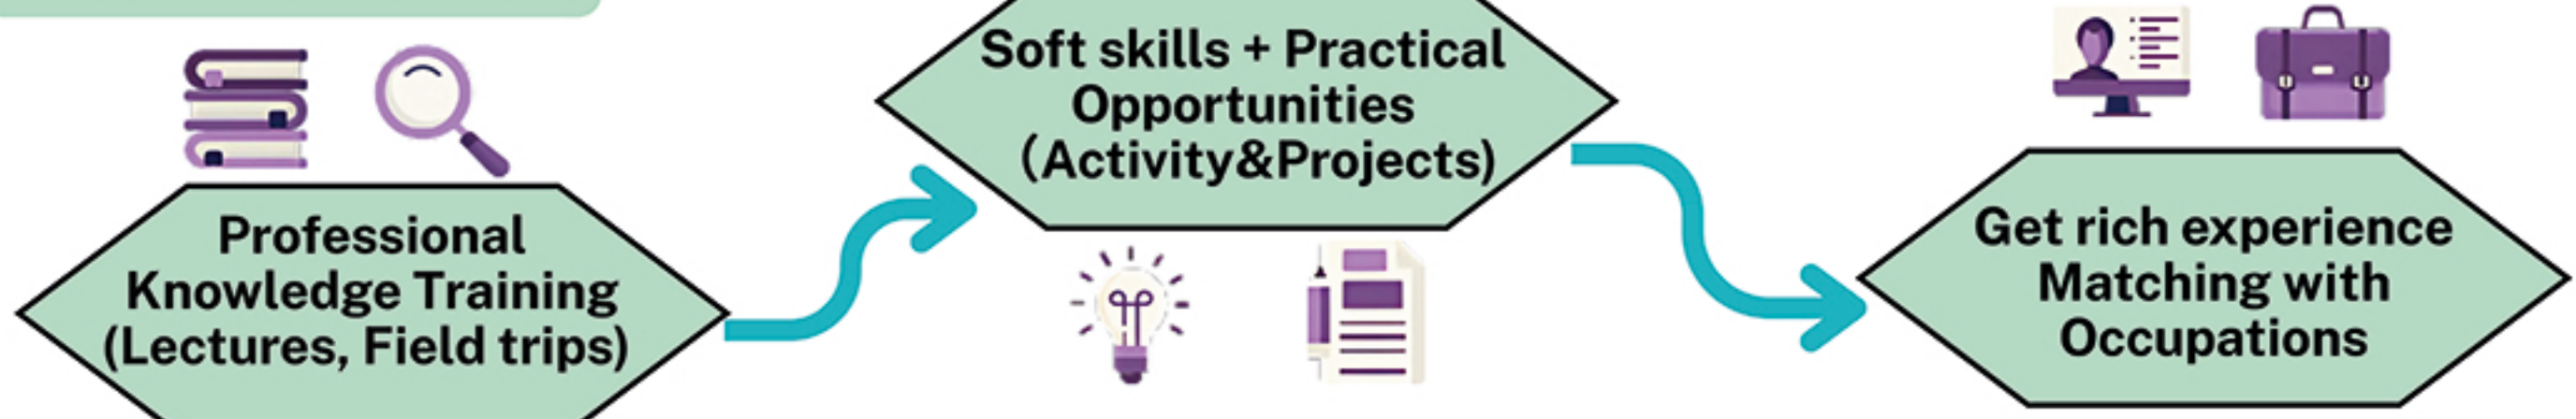 Professional
Knowledge Training
(Lectures, Field trips)
Soft skills + Practical
Opportunities
(Activity&Projects)
Get rich experience
Matching with
Occupations